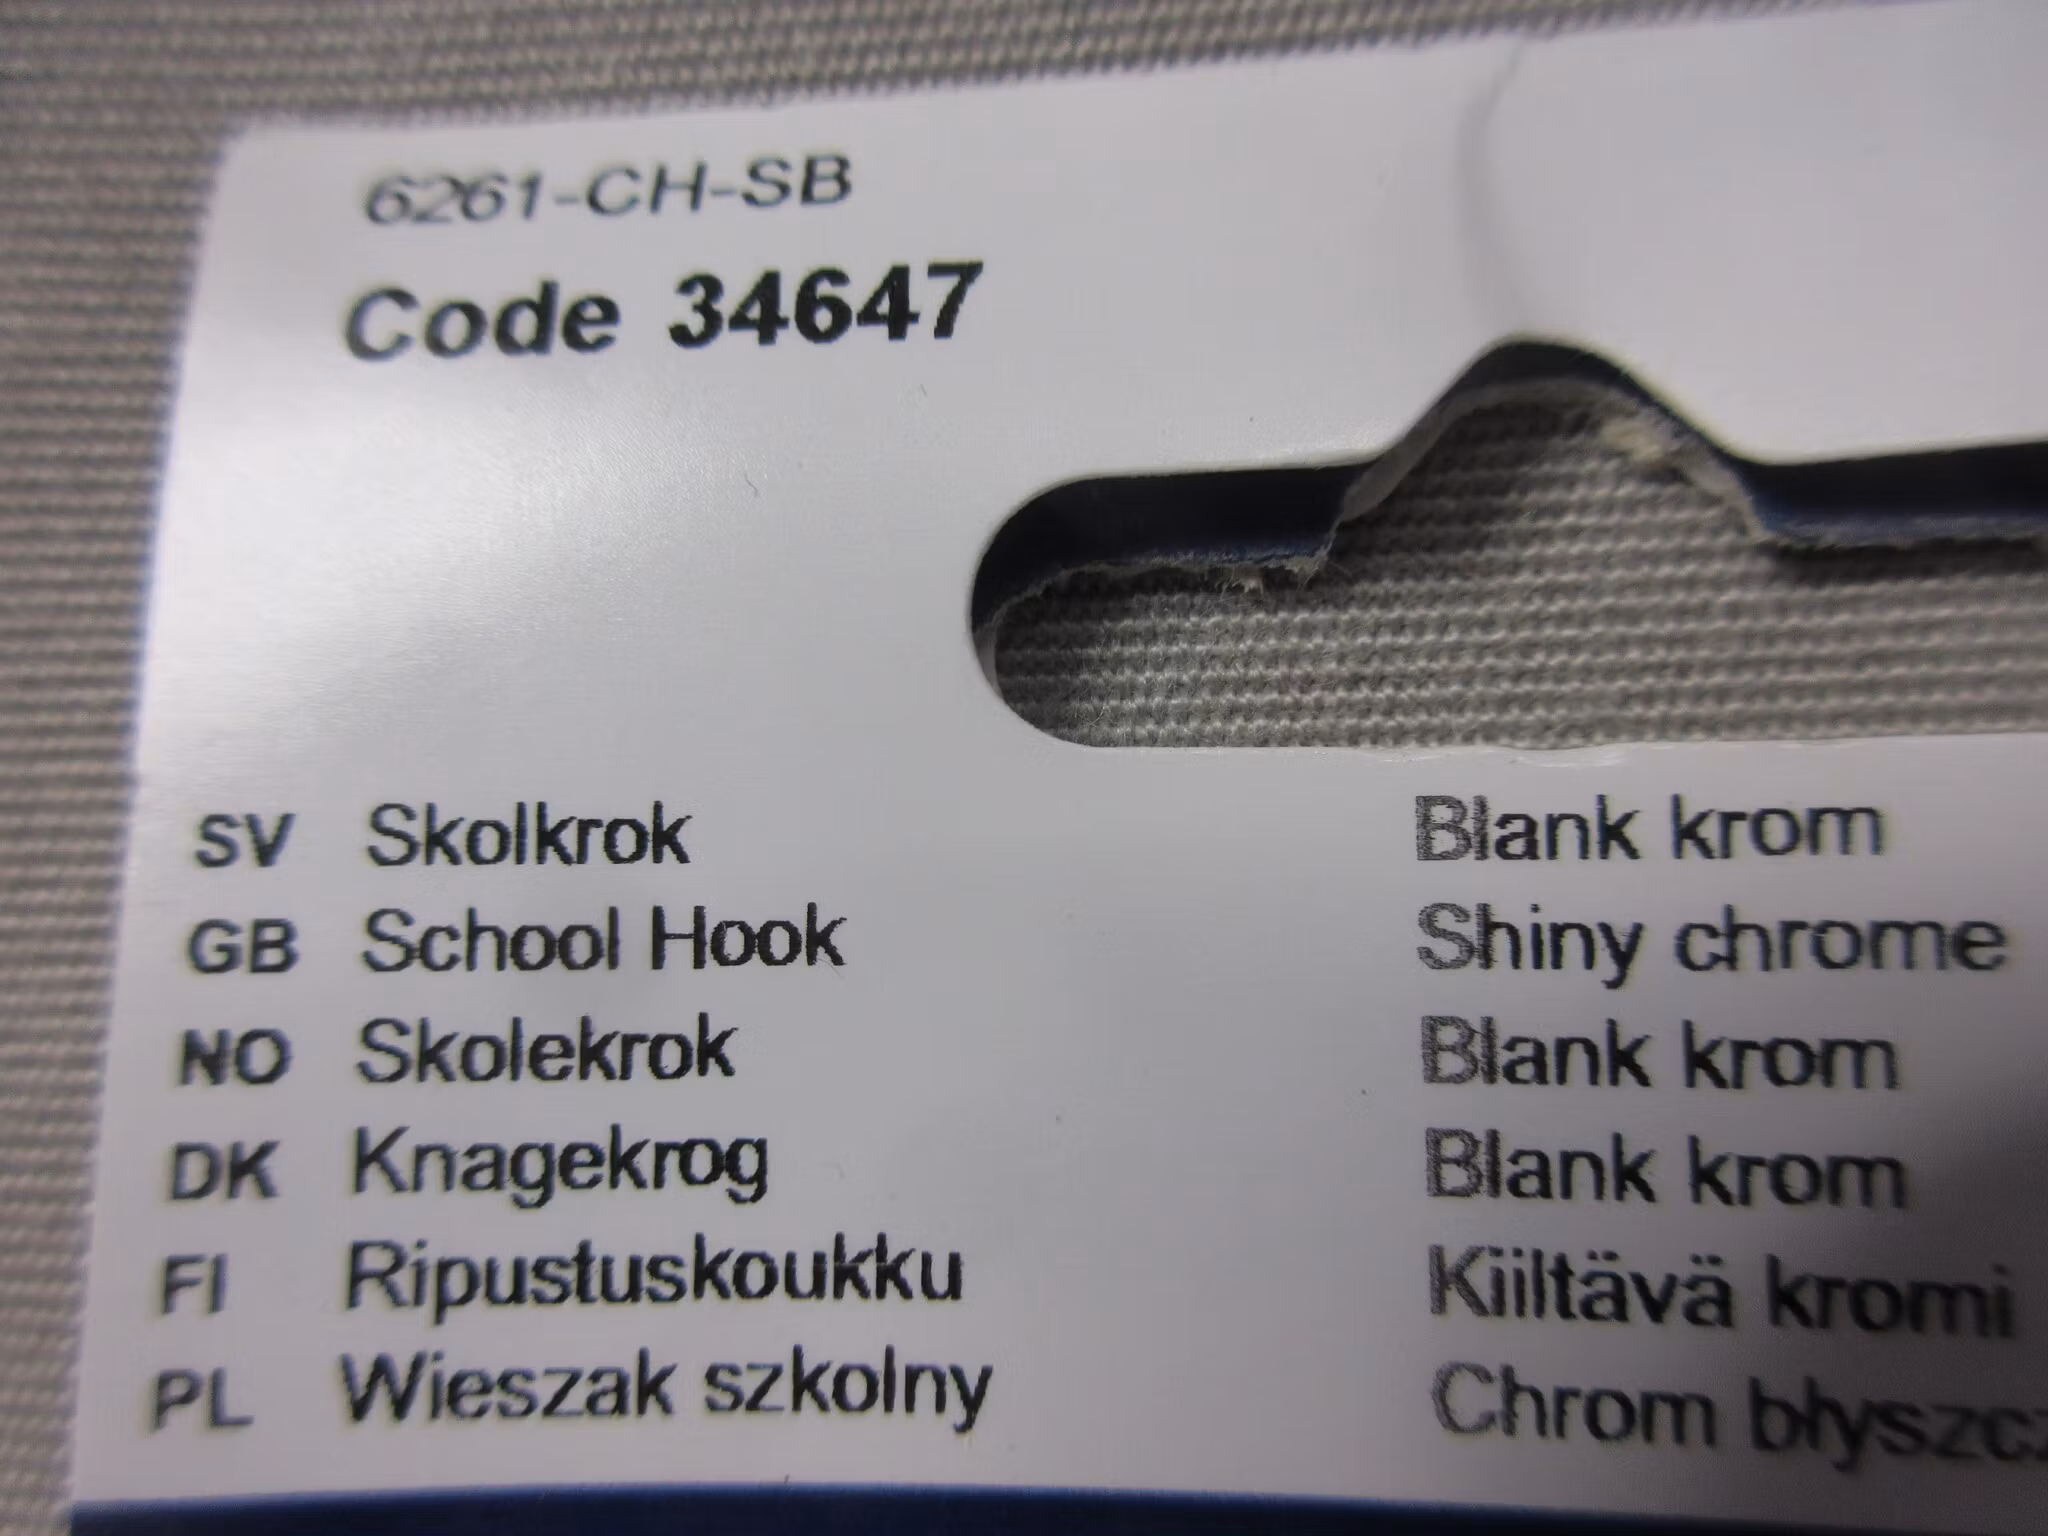 6261-CH-SB
Code 34647
SV Skolkrok Blank krom
GB School Hook Shiny chrome
NO Skolekrok Blank krom
DK Knagekrog Blank krom
FI Ripustuskoukku Kiiltävä kromi
PL Wieszak szkolny Chrom